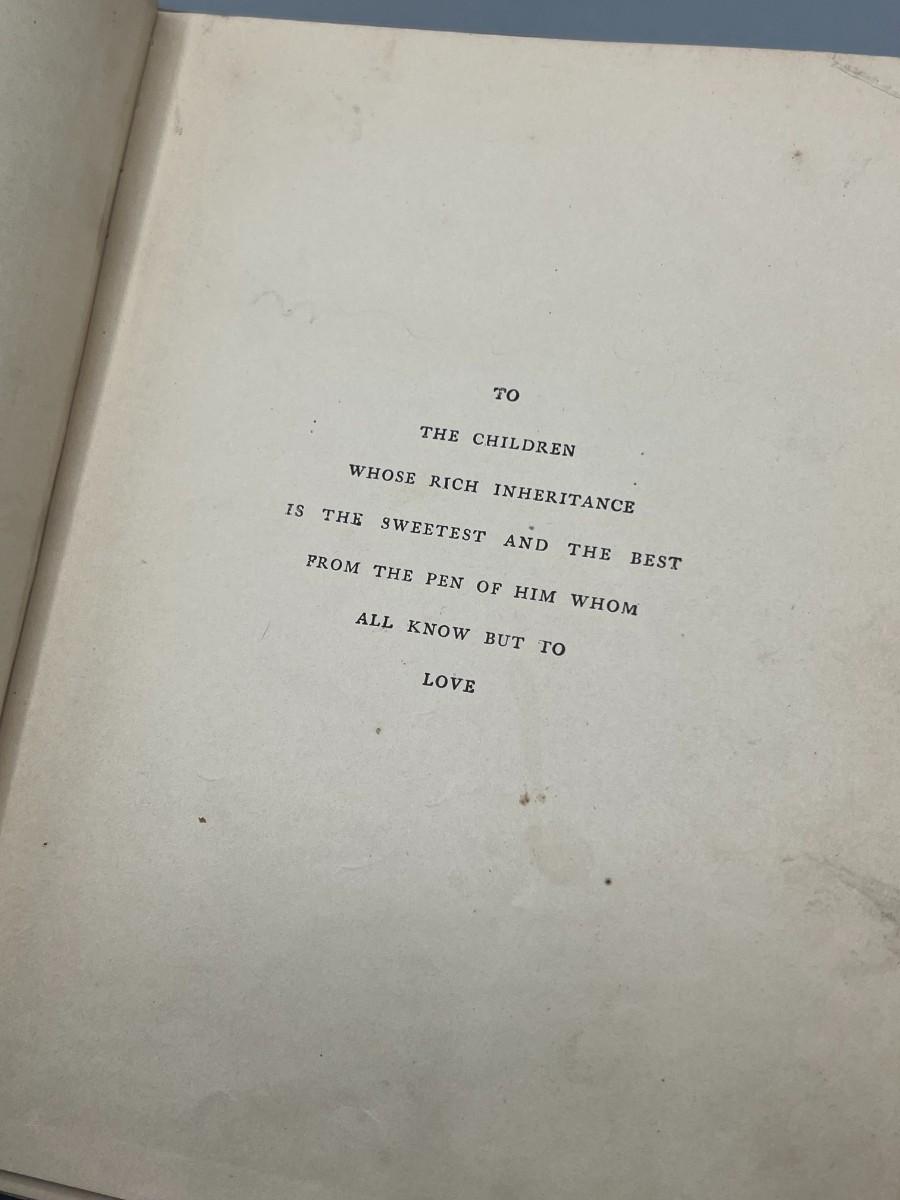 TO
THE CHILDREN
WHOSE RICH INHERITANCE
IS THE SWEETEST AND THE BEST
FROM THE PEN OF HIM WHOM
ALL KNOW BUT TO
LOVE